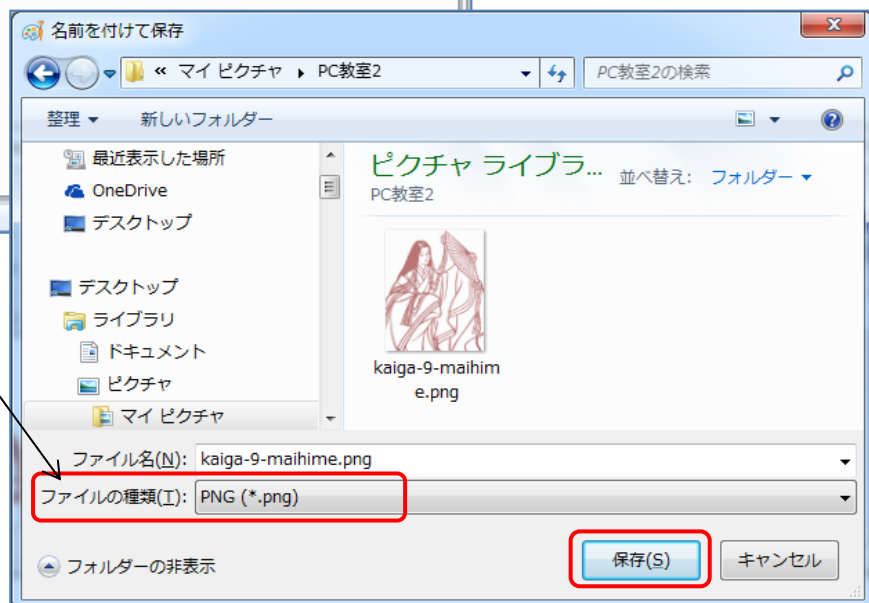 名前を付けて保存
« マイ ピクチャ ▸ PC教室2
PC教室2の検索
整理 ▼ 新しいフォルダー
最近表示した場所
OneDrive
デスクトップ
デスクトップ
ライブラリ
ドキュメント
ピクチャ
マイ ピクチャ
ピクチャ ライブラ...
PC教室2
並べ替え: フォルダー ▼
kaiga-9-maihim
e.png
ファイル名(N): kaiga-9-maihime.png
ファイルの種類(T): PNG (*.png)
フォルダーの非表示
保存(S)
キャンセル